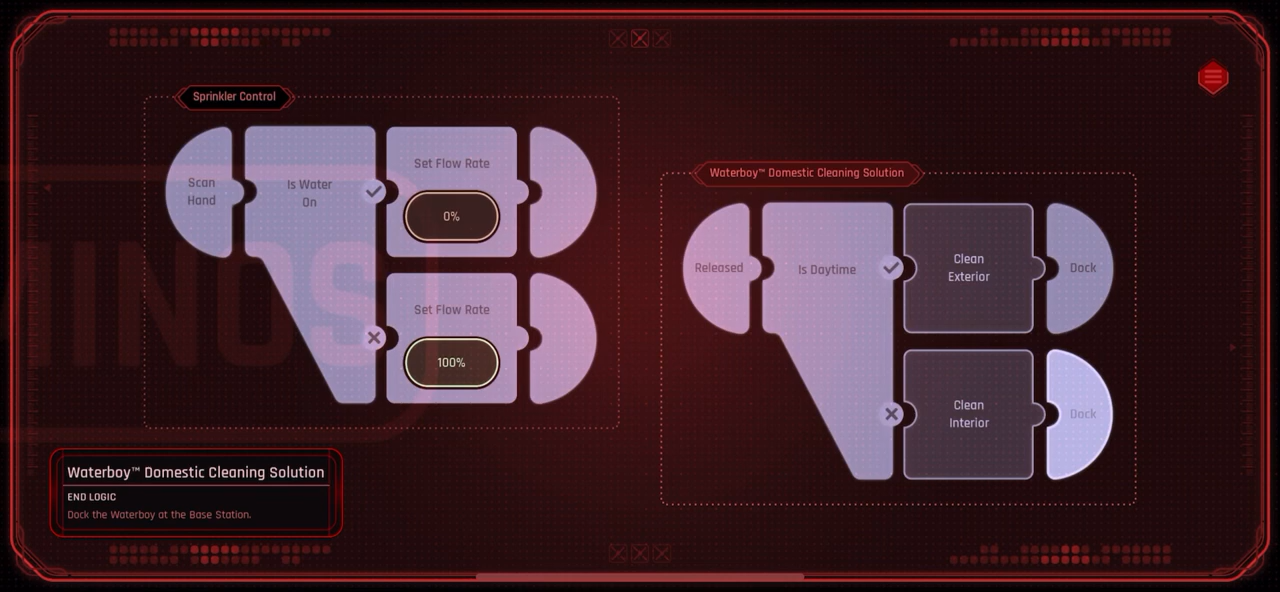 Sprinkler Control
Scan
Hand
Is Water
On
Set Flow Rate
0%
Set Flow Rate
100%
Waterboy™ Domestic Cleaning Solution
Released
Is Daytime
Clean
Exterior
Dock
Clean
Interior
Dock
Waterboy™ Domestic Cleaning Solution
END LOGIC
Dock the Waterboy at the Base Station.